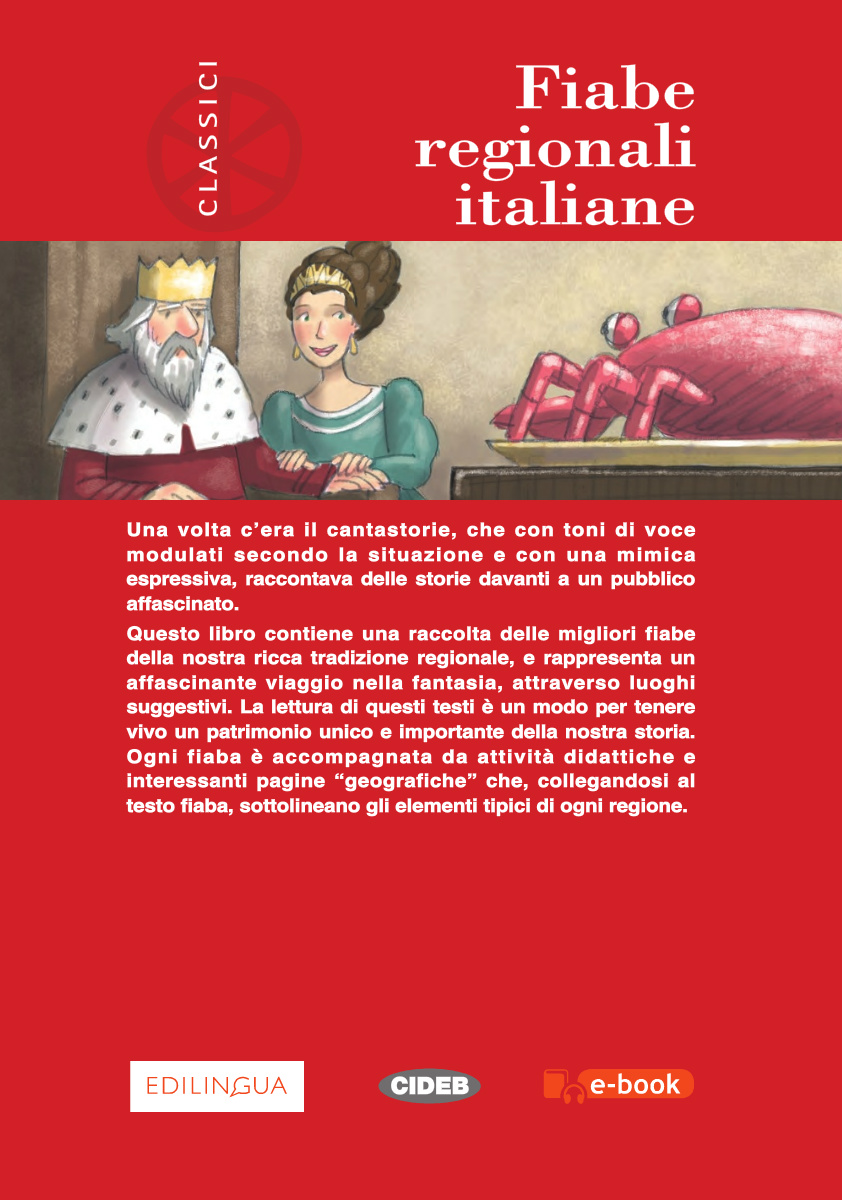 CLASSICI
Fiabe
regionali
italiane
Una volta c’era il cantastorie, che con toni di voce
modulati secondo la situazione e con una mimica
espressiva, raccontava delle storie davanti a un pubblico
affascinato.
Questo libro contiene una raccolta delle migliori fiabe
della nostra ricca tradizione regionale, e rappresenta un
affascinante viaggio nella fantasia, attraverso luoghi
suggestivi. La lettura di questi testi è un modo per tenere
vivo un patrimonio unico e importante della nostra storia.
Ogni fiaba è accompagnata da attività didattiche e
interessanti pagine “geografiche” che, collegandosi al
testo fiaba, sottolineano gli elementi tipici di ogni regione.
EDILINGUA
CIDEB
e-book